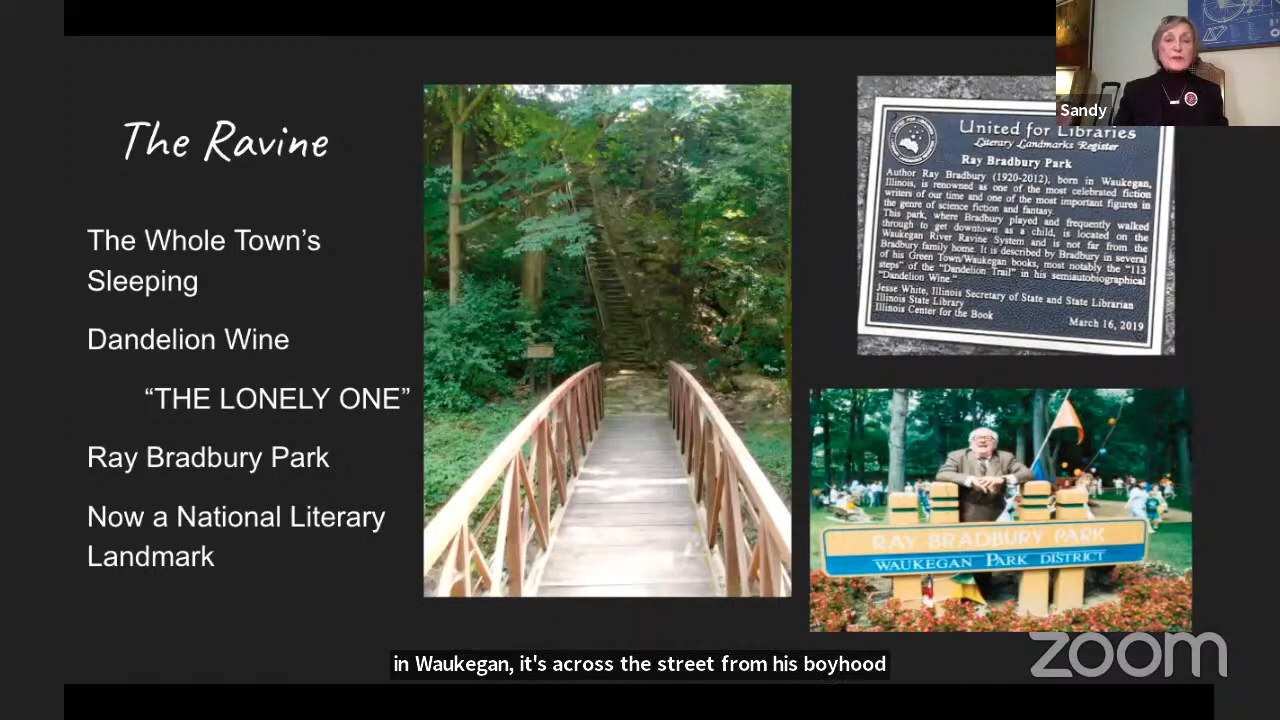 The Ravine
The Whole Town's
Sleeping
Dandelion Wine
"THE LONELY ONE"
Ray Bradbury Park
Now a National Literary
Landmark
United for Libraries
Literary Landmarks Register
Ray Bradbury Park
Author Ray Bradbury (1920-2012), born in Waukegan,
Illinois, is renowned as one of the most celebrated fiction
writers of our time and one of the most important figures in
the genre of science fiction and fantasy.
This park, where Bradbury played and frequently walked
through to get downtown as a child, is located on the
Waukegan River Ravine System and is not far from the
Bradbury family home. It is described by Bradbury in several
of his Green Town/Waukegan books, most notably the "113
steps" of the "Dandelion Trail" in his semiautobiographical
"Dandelion Wine."
Jesse White, Illinois Secretary of State and State Librarian
Illinois State Library
Illinois Center for the Book
March 16, 2019
Sandy
RAY BRADBURY PARK
WAUKEGAN PARK DISTRICT
in Waukegan, it's across the street from his boyhood
zoom